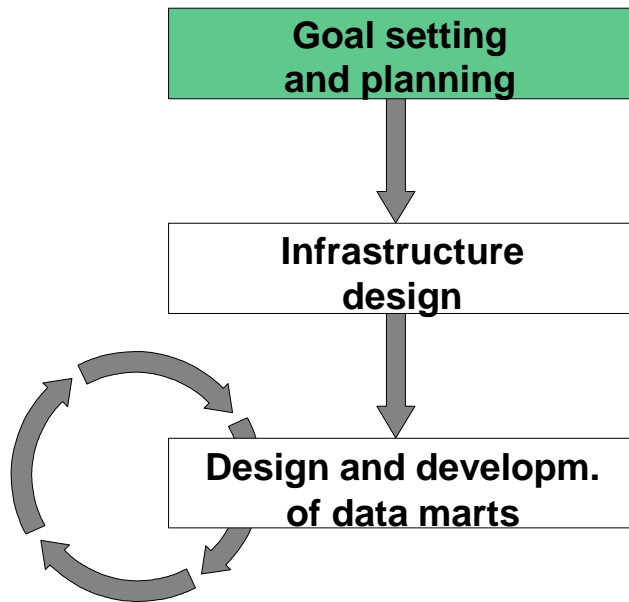 Goal setting
and planning
Infrastructure
design
Design and developm.
of data marts